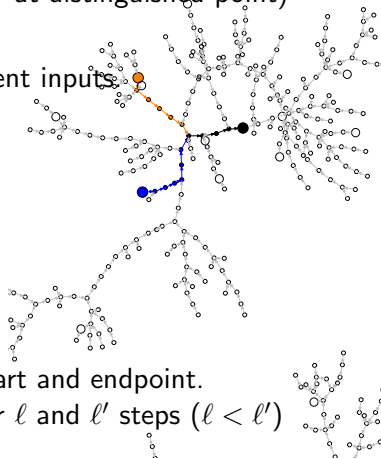 at distinguished point)
ent inputs.
art and endpoint.
r ℓ and ℓ′ steps (ℓ < ℓ′)